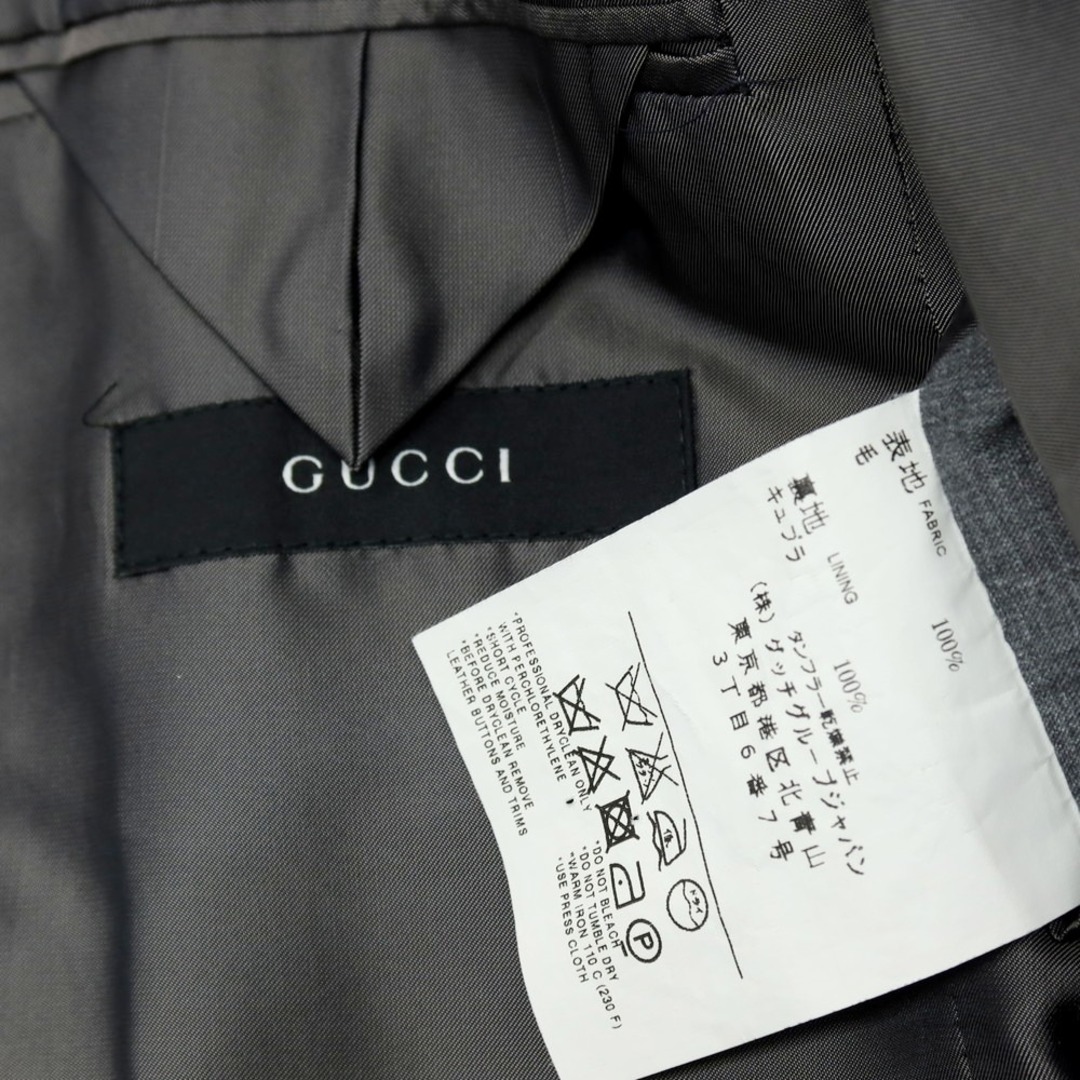 GUCCI
表地 FABRIC
毛 100%
裏地 LINING
キュプラ 100%
タンブラー乾燥禁止
(株) グッチグループジャパン
東京都港区北青山
3丁目6番7号
ドライ
P
*PROFESSIONAL DRYCLEAN ONLY
WITH PERCHLORETHYLENE
*SHORT CYCLE
*REDUCE MOISTURE
*BEFORE DRYCLEAN REMOVE
LEATHER BUTTONS AND TRIMS
*DO NOT BLEACH
*DO NOT TUMBLE DRY
*WARM IRON 110 C (230 F)
*USE PRESS CLOTH